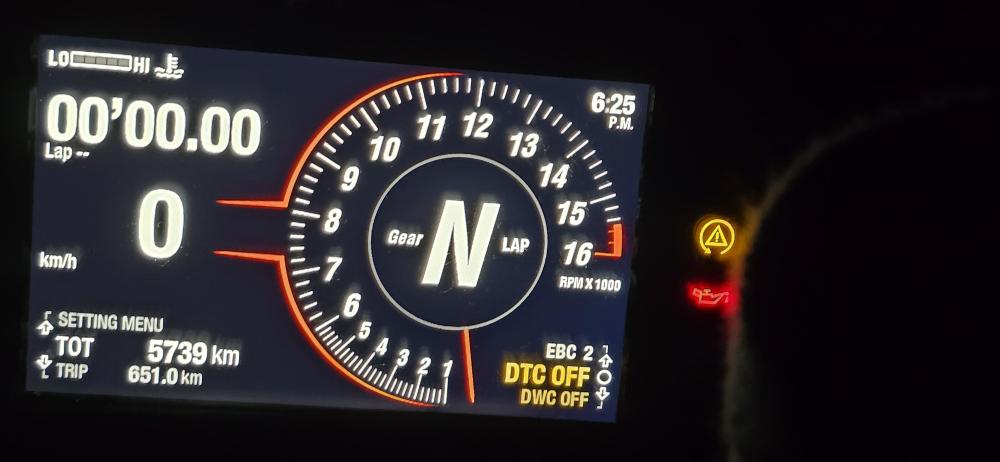 LO HI
00'00.00
Lap --
0
km/h
SETTING MENU
TOT 5739 km
TRIP 651.0 km
1 2 3 4 5 6 7 8 9 10 11 12 13 14 15 16
RPM X 1000
Gear N LAP
6:25
P.M.
EBC 2
DTC OFF
DWC OFF